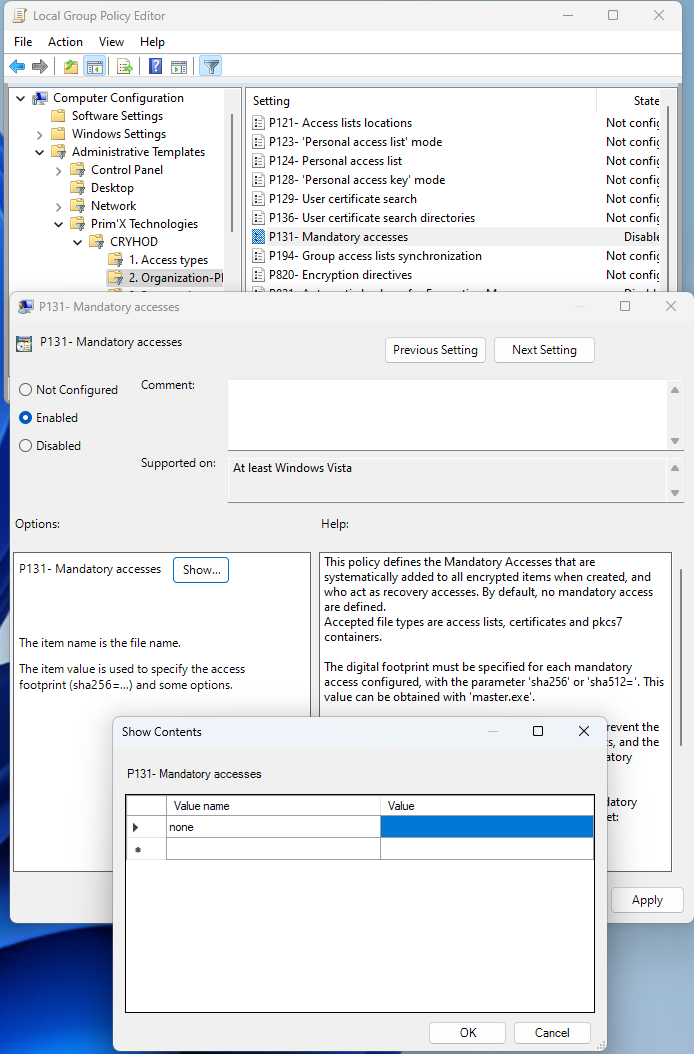 Local Group Policy Editor
File Action View Help
Computer Configuration
Software Settings
Windows Settings
Administrative Templates
Control Panel
Desktop
Network
Prim'X Technologies
CRYHOD
1. Access types
2. Organization-P
Setting State
P121- Access lists locations Not config
P123- 'Personal access list' mode Not config
P124- Personal access list Not config
P128- 'Personal access key' mode Not config
P129- User certificate search Not config
P136- User certificate search directories Not config
P131- Mandatory accesses Disable
P194- Group access lists synchronization Not config
P820- Encryption directives Not config
P131- Mandatory accesses
P131- Mandatory accesses
Previous Setting Next Setting
Not Configured
Enabled
Disabled
Comment:
Supported on:
At least Windows Vista
Options:
Help:
P131- Mandatory accesses Show...
The item name is the file name.
The item value is used to specify the access
footprint (sha256=...) and some options.
This policy defines the Mandatory Accesses that are
systematically added to all encrypted items when created, and
who act as recovery accesses. By default, no mandatory access
are defined.
Accepted file types are access lists, certificates and pkcs7
containers.
The digital footprint must be specified for each mandatory
access configured, with the parameter 'sha256' or 'sha512='. This
value can be obtained with 'master.exe'.
revent the
s, and the
datory
datory
et:
Apply
Show Contents
P131- Mandatory accesses
Value name Value
none
OK Cancel